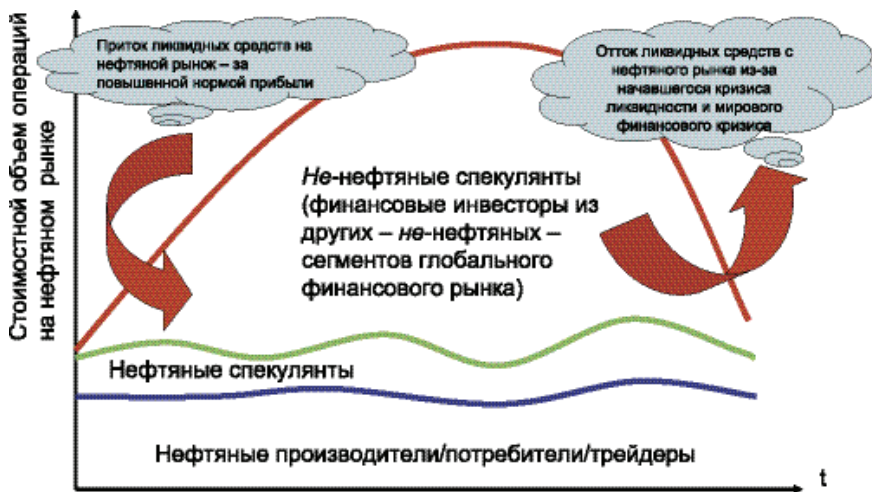 Стоимостной объем операций
на нефтяном рынке
Приток ликвидных средств на
нефтяной рынок – за
повышенной нормой прибыли
Отток ликвидных средств с
нефтяного рынка из-за
начавшегося кризиса
ликвидности и мирового
финансового кризиса
Не-нефтяные спекулянты
(финансовые инвесторы из
других – не-нефтяных –
сегментов глобального
финансового рынка)
Нефтяные спекулянты
Нефтяные производители/потребители/трейдеры
t